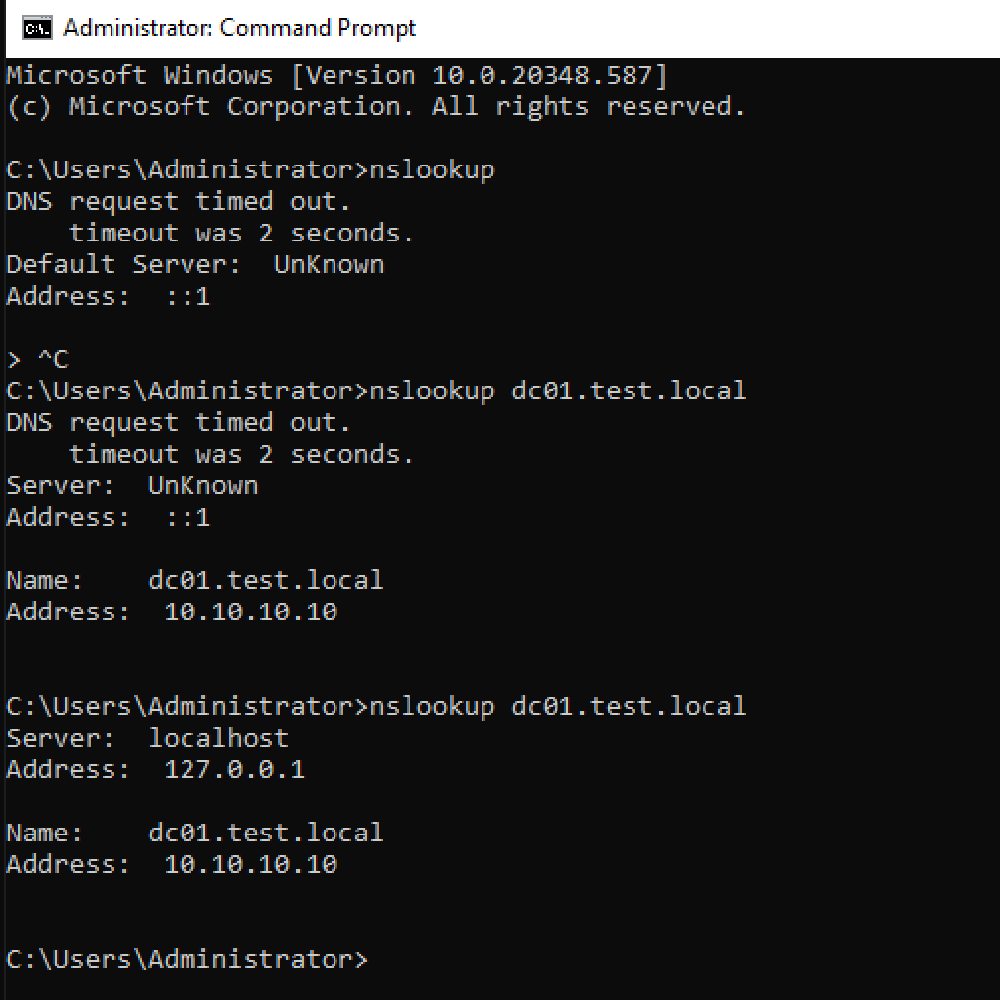 Administrator: Command Prompt
Microsoft Windows [Version 10.0.20348.587]
(c) Microsoft Corporation. All rights reserved.
C:\Users\Administrator>nslookup
DNS request timed out.
    timeout was 2 seconds.
Default Server:  UnKnown
Address:  ::1
> ^C
C:\Users\Administrator>nslookup dc01.test.local
DNS request timed out.
    timeout was 2 seconds.
Server:  UnKnown
Address:  ::1
Name:    dc01.test.local
Address:  10.10.10.10
C:\Users\Administrator>nslookup dc01.test.local
Server:  localhost
Address:  127.0.0.1
Name:    dc01.test.local
Address:  10.10.10.10
C:\Users\Administrator>